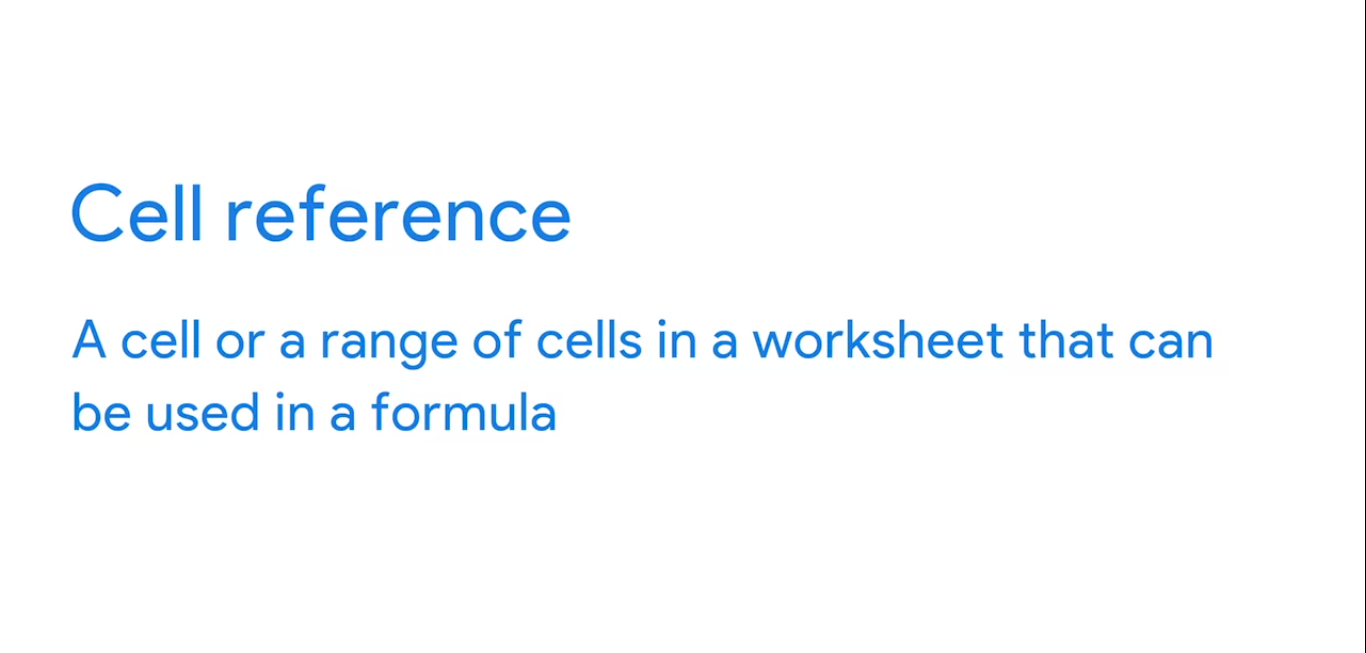 Cell reference
A cell or a range of cells in a worksheet that can
be used in a formula